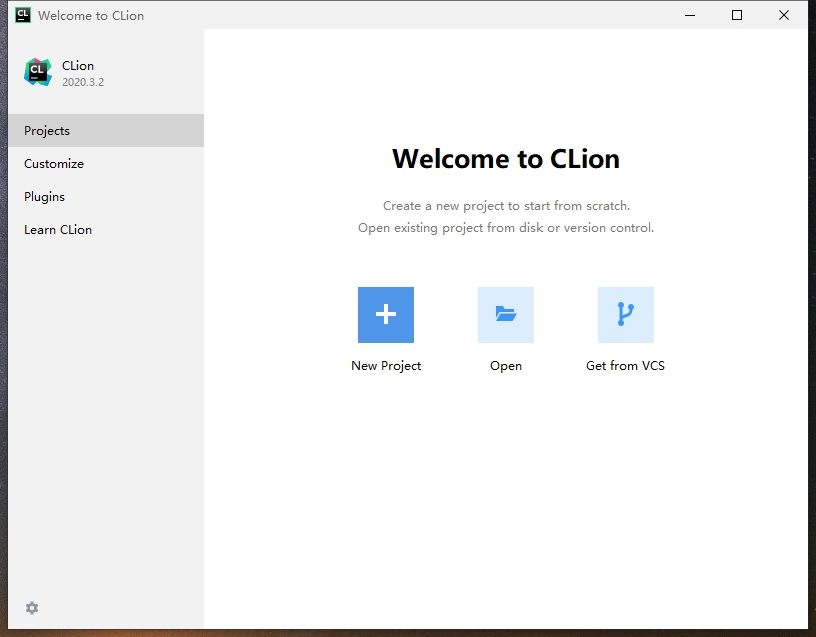 CL Welcome to CLion
CL CLion
2020.3.2
Projects
Customize
Plugins
Learn CLion
Welcome to CLion
Create a new project to start from scratch.
Open existing project from disk or version control.
New Project
Open
Get from VCS